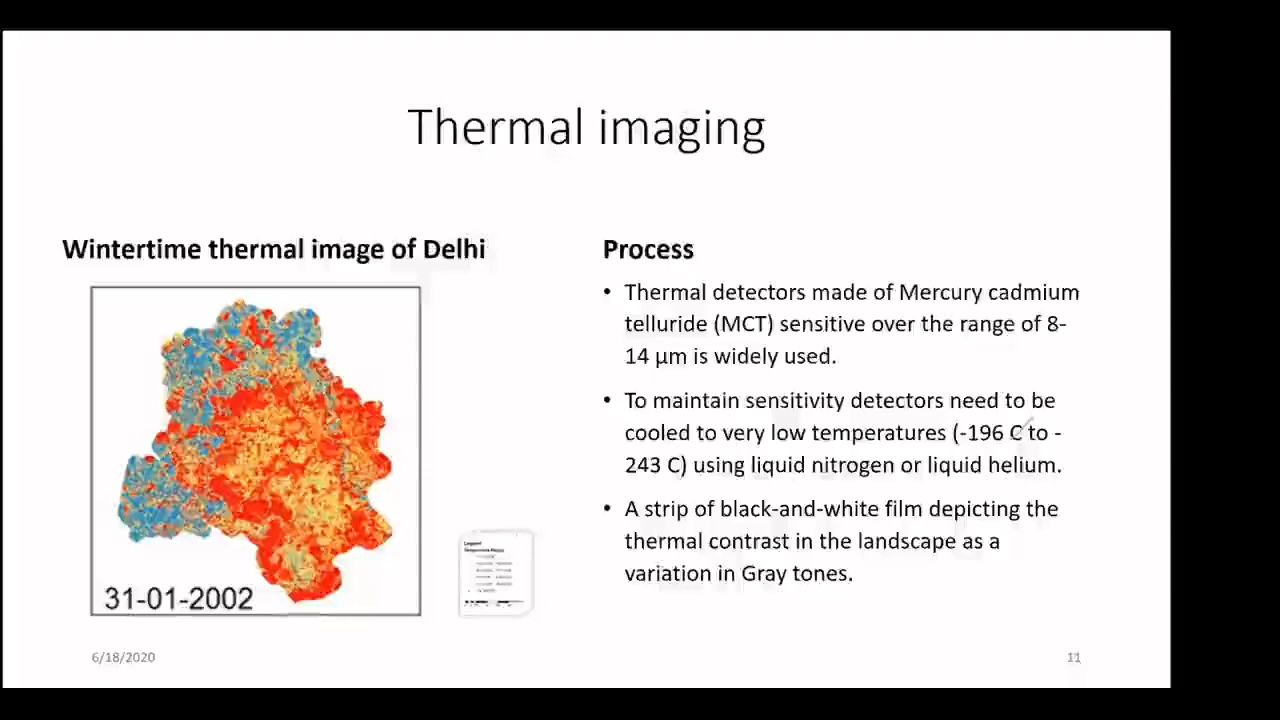 Thermal imaging
Wintertime thermal image of Delhi
31-01-2002
Process
• Thermal detectors made of Mercury cadmium
telluride (MCT) sensitive over the range of 8-
14 μm is widely used.
• To maintain sensitivity detectors need to be
cooled to very low temperatures (-196 C to -
243 C) using liquid nitrogen or liquid helium.
• A strip of black-and-white film depicting the
thermal contrast in the landscape as a
variation in Gray tones.
6/18/2020
11